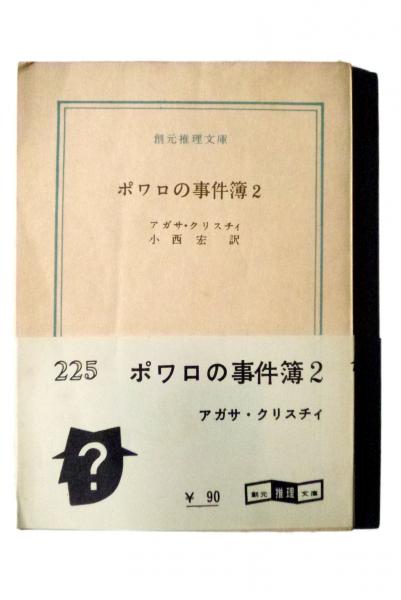 創元推理文庫
ポワロの事件簿2
アガサ・クリスチィ
小西宏訳
225 ポワロの事件簿2
アガサ・クリスチィ
?
¥ 90
創元 推理 文庫